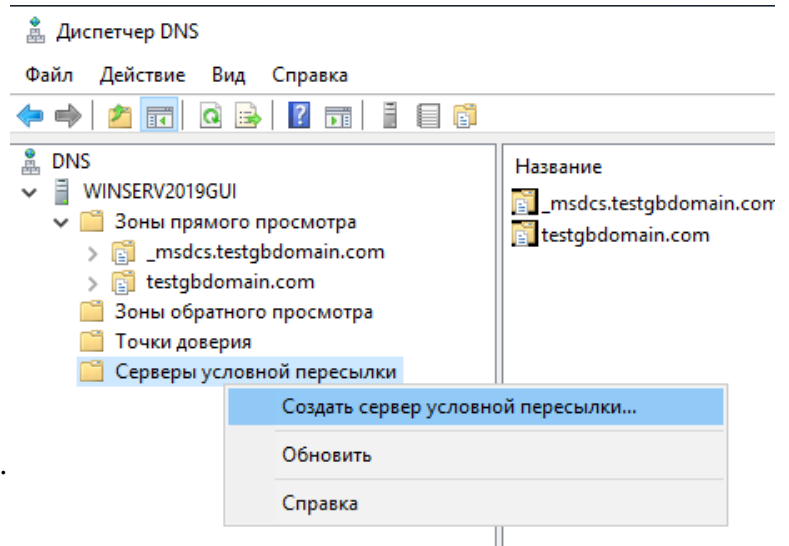 Диспетчер DNS
Файл Действие Вид Справка
DNS
WINSERV2019GUI
Зоны прямого просмотра
_msdcs.testgbdomain.com
testgbdomain.com
Зоны обратного просмотра
Точки доверия
Серверы условной пересылки
Название
_msdcs.testgbdomain.com
testgbdomain.com
Создать сервер условной пересылки...
Обновить
Справка
.